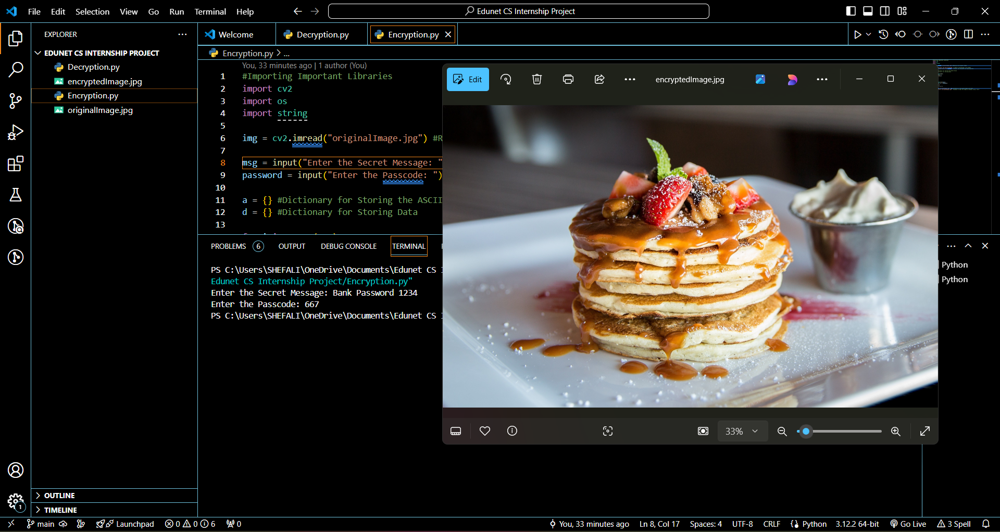 File Edit Selection View Go Run Terminal Help
Edunet CS Internship Project
EXPLORER
EDUNET CS INTERNSHIP PROJECT
Decryption.py
encryptedImage.jpg
Encryption.py
originalImage.jpg
OUTLINE
TIMELINE
Welcome
Decryption.py
Encryption.py
Encryption.py > ...
You, 33 minutes ago | 1 author (You)
1 #Importing Important Libraries
2 import cv2
3 import os
4 import string
5
6 img = cv2.imread("originalImage.jpg") #R
7
8 msg = input("Enter the Secret Message: "
9 password = input("Enter the Passcode: ")
10
11 a = {} #Dictionary for Storing the ASCII
12 d = {} #Dictionary for Storing Data
13
PROBLEMS 6 OUTPUT DEBUG CONSOLE TERMINAL
PS C:\Users\SHEFALI\OneDrive\Documents\Edunet CS
Edunet CS Internship Project/Encryption.py"
Enter the Secret Message: Bank Password 1234
Enter the Passcode: 667
PS C:\Users\SHEFALI\OneDrive\Documents\Edunet CS
Edit
encryptedImage.jpg
33%
Python
Python
1
main Launchpad 0 0 6 0
You, 33 minutes ago Ln 8, Col 17 Spaces: 4 UTF-8 CRLF Python 3.12.2 64-bit Go Live 3 Spell